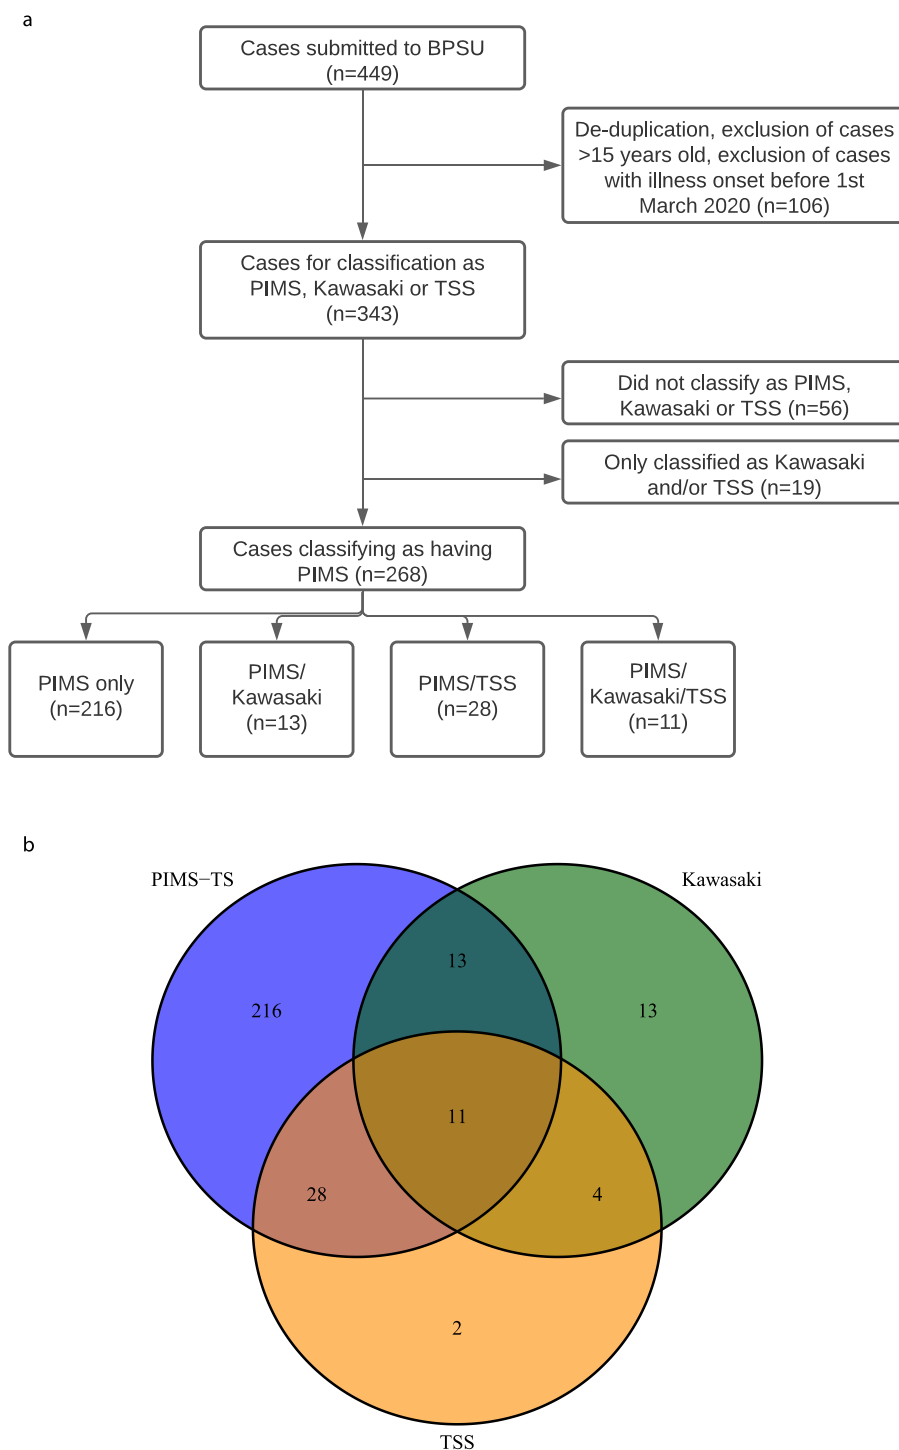 a
Cases submitted to BPSU
(n=449)
De-duplication, exclusion of cases
>15 years old, exclusion of cases
with illness onset before 1st
March 2020 (n=106)
Cases for classification as
PIMS, Kawasaki or TSS
(n=343)
Did not classify as PIMS,
Kawasaki or TSS (n=56)
Only classified as Kawasaki
and/or TSS (n=19)
Cases classifying as having
PIMS (n=268)
PIMS only
(n=216)
PIMS/
Kawasaki
(n=13)
PIMS/TSS
(n=28)
PIMS/
Kawasaki/TSS
(n=11)
b
PIMS−TS
Kawasaki
13
216
13
11
28
4
2
TSS